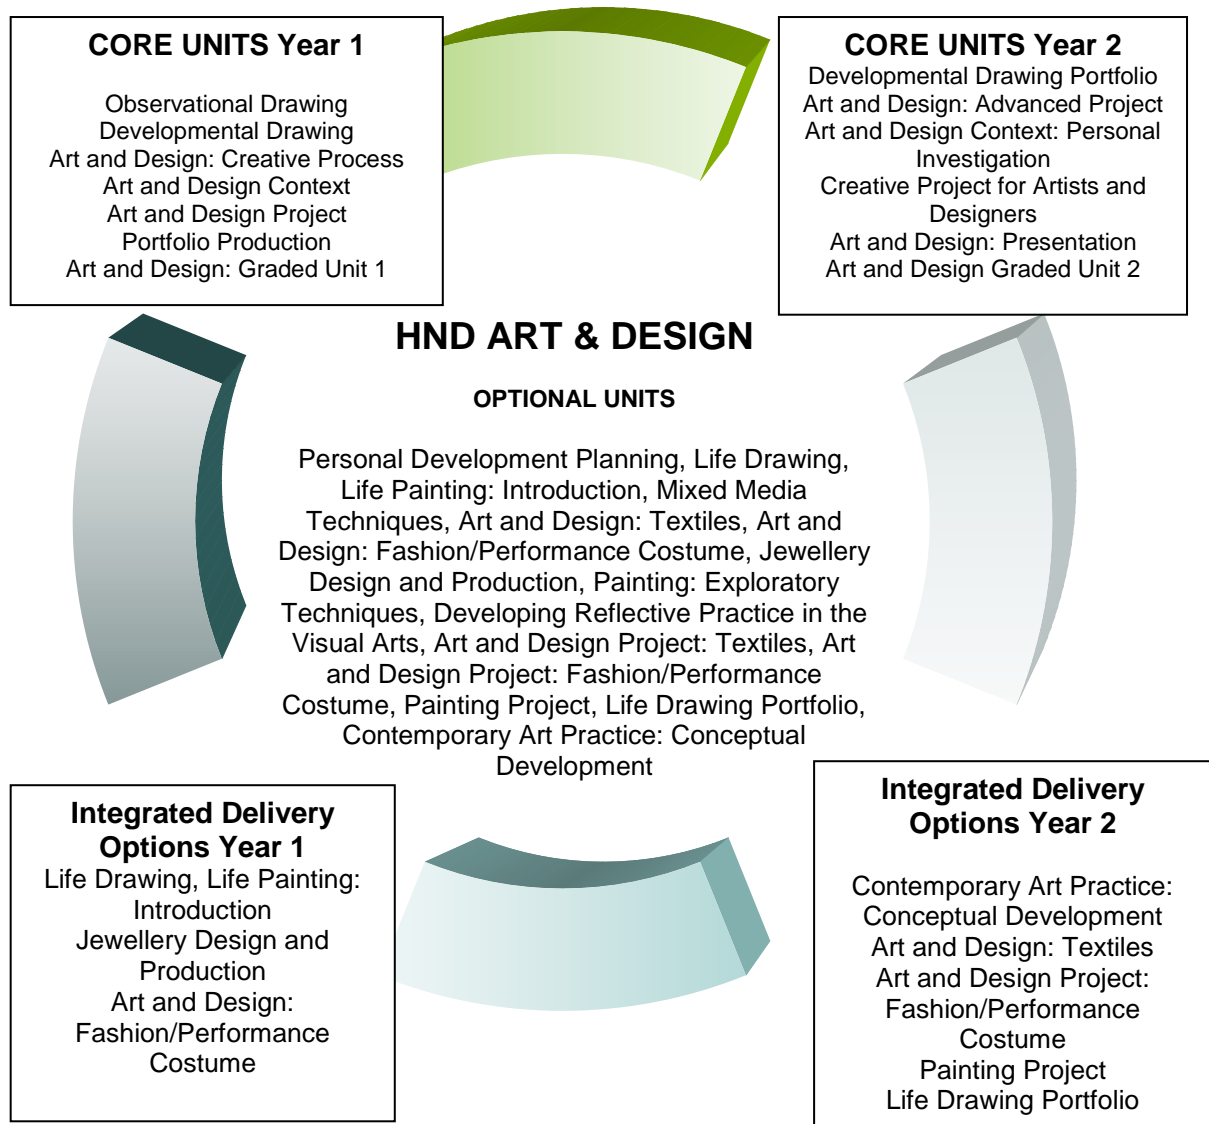 CORE UNITS Year 1
Observational Drawing
Developmental Drawing
Art and Design: Creative Process
Art and Design Context
Art and Design Project
Portfolio Production
Art and Design: Graded Unit 1
CORE UNITS Year 2
Developmental Drawing Portfolio
Art and Design: Advanced Project
Art and Design Context: Personal
Investigation
Creative Project for Artists and
Designers
Art and Design: Presentation
Art and Design Graded Unit 2
HND ART & DESIGN
OPTIONAL UNITS
Personal Development Planning, Life Drawing,
Life Painting: Introduction, Mixed Media
Techniques, Art and Design: Textiles, Art and
Design: Fashion/Performance Costume, Jewellery
Design and Production, Painting: Exploratory
Techniques, Developing Reflective Practice in the
Visual Arts, Art and Design Project: Textiles, Art
and Design Project: Fashion/Performance
Costume, Painting Project, Life Drawing Portfolio,
Contemporary Art Practice: Conceptual
Development
Integrated Delivery
Options Year 1
Life Drawing, Life Painting:
Introduction
Jewellery Design and
Production
Art and Design:
Fashion/Performance
Costume
Integrated Delivery
Options Year 2
Contemporary Art Practice:
Conceptual Development
Art and Design: Textiles
Art and Design Project:
Fashion/Performance
Costume
Painting Project
Life Drawing Portfolio